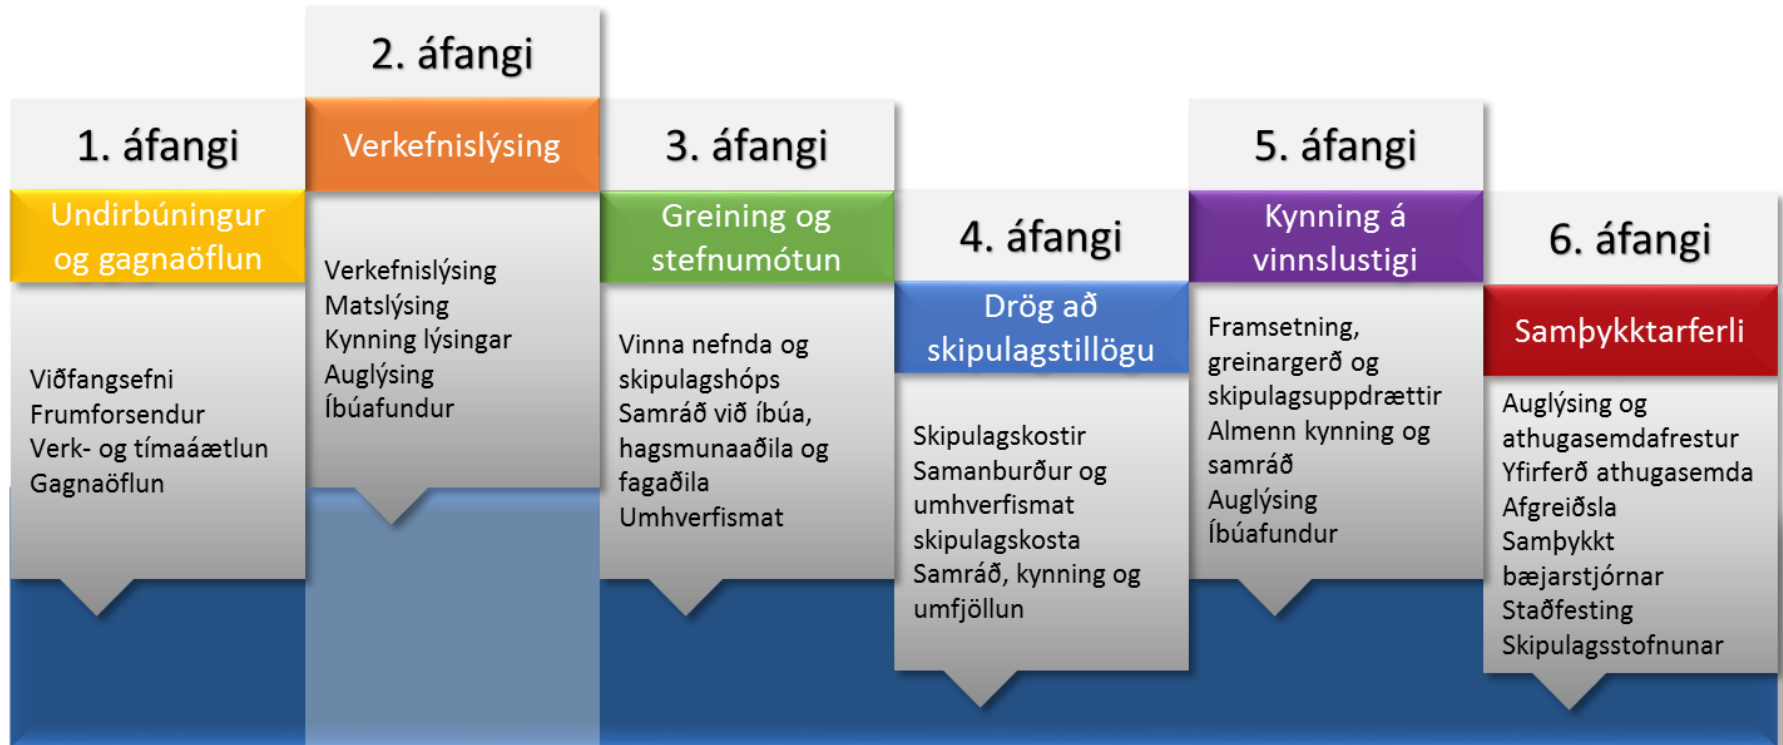 1. áfangi
Undirbúningur
og gagnaöflun
Viðfangsefni
Frumforsendur
Verk- og tímaáætlun
Gagnaöflun
2. áfangi
Verkefnislýsing
Verkefnislýsing
Matslýsing
Kynning lýsingar
Auglýsing
Íbúafundur
3. áfangi
Greining og
stefnumótun
Vinna nefnda og
skipulagshóps
Samráð við íbúa,
hagsmunaaðila og
fagaðila
Umhverfismat
4. áfangi
Drög að
skipulagstillögu
Skipulagskostir
Samanburður og
umhverfismat
skipulagskosta
Samráð, kynning og
umfjöllun
5. áfangi
Kynning á
vinnslustigi
Framsetning,
greinargerð og
skipulagsuppdrættir
Almenn kynning og
samráð
Auglýsing
Íbúafundur
6. áfangi
Samþykktarferli
Auglýsing og
athugasemdafrestur
Yfirferð athugasemda
Afgreiðsla
Samþykkt
bæjarstjórnar
Staðfesting
Skipulagsstofnunar